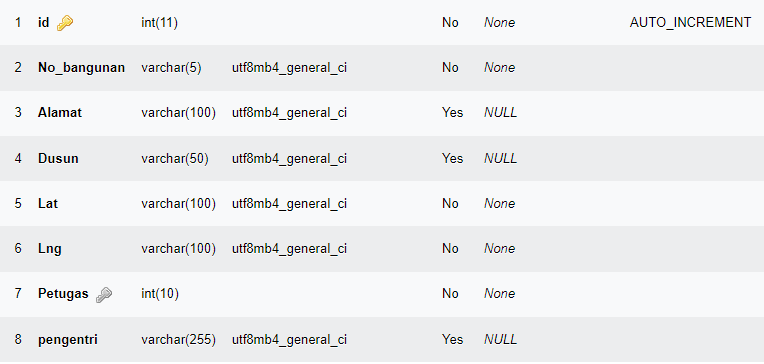 1 id int(11) No None AUTO_INCREMENT
2 No_bangunan varchar(5) utf8mb4_general_ci No None
3 Alamat varchar(100) utf8mb4_general_ci Yes NULL
4 Dusun varchar(50) utf8mb4_general_ci Yes NULL
5 Lat varchar(100) utf8mb4_general_ci No None
6 Lng varchar(100) utf8mb4_general_ci No None
7 Petugas int(10) No None
8 pengentri varchar(255) utf8mb4_general_ci Yes NULL